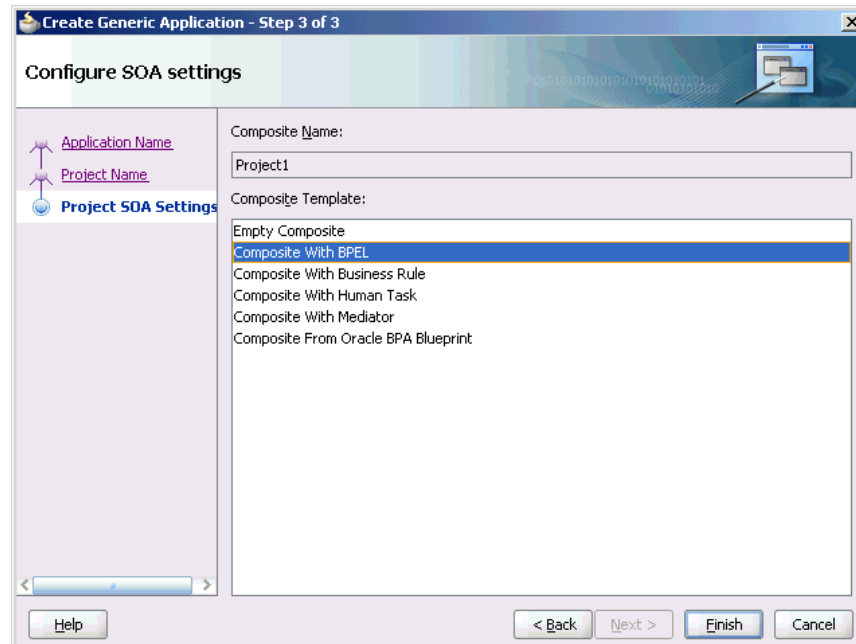 Create Generic Application - Step 3 of 3
Configure SOA settings
Application Name
Project Name
Project SOA Settings
Composite Name:
Project1
Composite Template:
Empty Composite
Composite With BPEL
Composite With Business Rule
Composite With Human Task
Composite With Mediator
Composite From Oracle BPA Blueprint
Help
< Back
Next >
Finish
Cancel